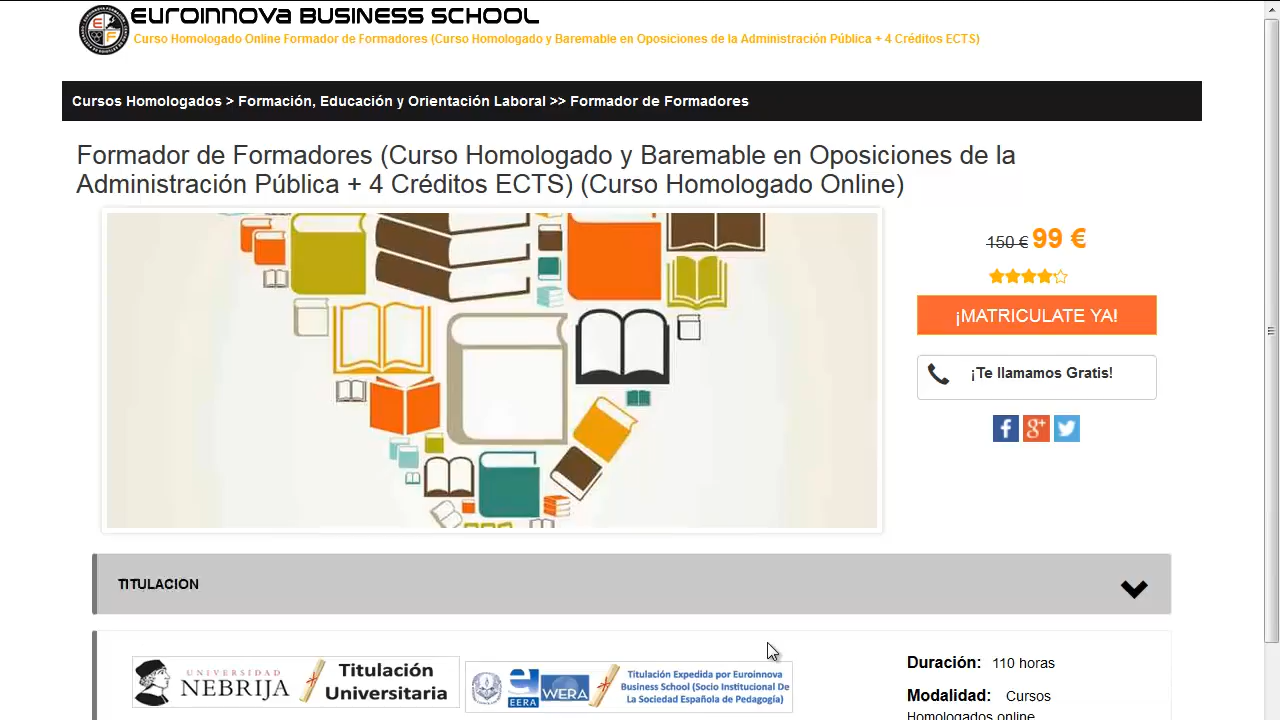 EUROINNOVA BUSINESS SCHOOL
Curso Homologado Online Formador de Formadores (Curso Homologado y Baremable en Oposiciones de la Administración Pública + 4 Créditos ECTS)
Cursos Homologados > Formación, Educación y Orientación Laboral >> Formador de Formadores
Formador de Formadores (Curso Homologado y Baremable en Oposiciones de la
Administración Pública + 4 Créditos ECTS) (Curso Homologado Online)
150 € 99 €
¡MATRICULATE YA!
¡Te llamamos Gratis!
TITULACION
UNIVERSIDAD
NEBRIJA
Titulación
Universitaria
EERA
WERA
Titulación Expedida por Euroinnova
Business School (Socio Institucional De
La Sociedad Española de Pedagogía)
Duración: 110 horas
Modalidad: Cursos
Homologados online